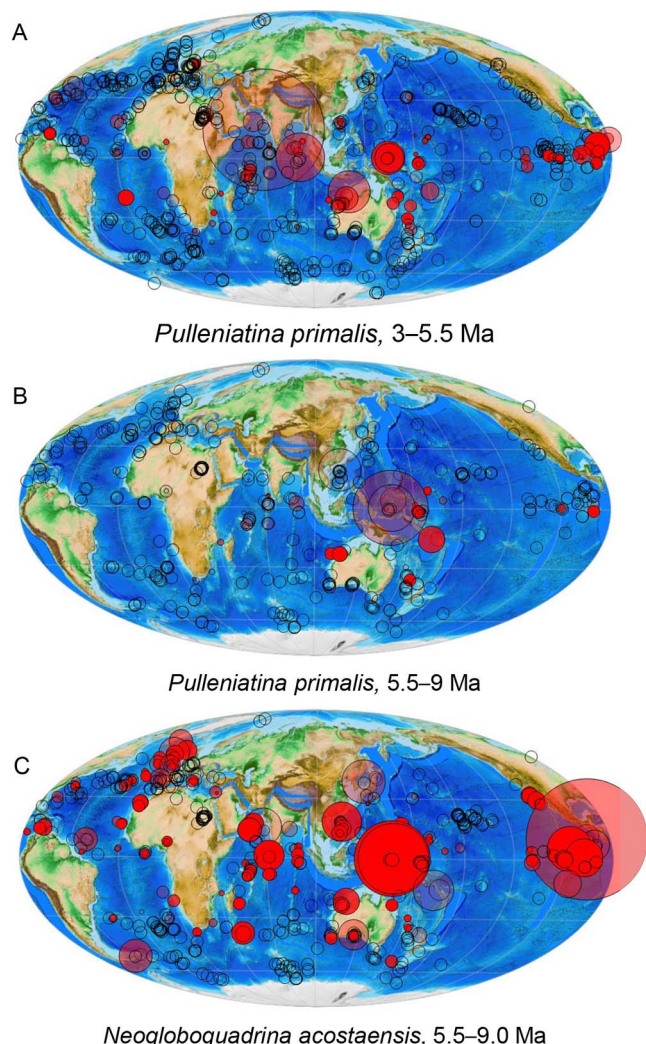 A
Pulleniatina primalis, 3–5.5 Ma
B
Pulleniatina primalis, 5.5–9 Ma
C
Neogloboquadrina acostaensis, 5.5–9.0 Ma